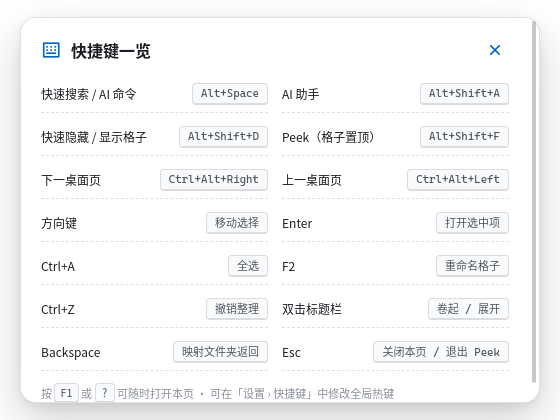 快捷键一览
快速搜索 / AI 命令 Alt+Space AI 助手 Alt+Shift+A
快速隐藏 / 显示格子 Alt+Shift+D Peek（格子置顶） Alt+Shift+F
下一桌面页 Ctrl+Alt+Right 上一桌面页 Ctrl+Alt+Left
方向键 移动选择 Enter 打开选中项
Ctrl+A 全选 F2 重命名格子
Ctrl+Z 撤销整理 双击标题栏 卷起 / 展开
Backspace 映射文件夹返回 Esc 关闭本页 / 退出 Peek
按 F1 或 ? 可随时打开本页 · 可在「设置 › 快捷键」中修改全局热键